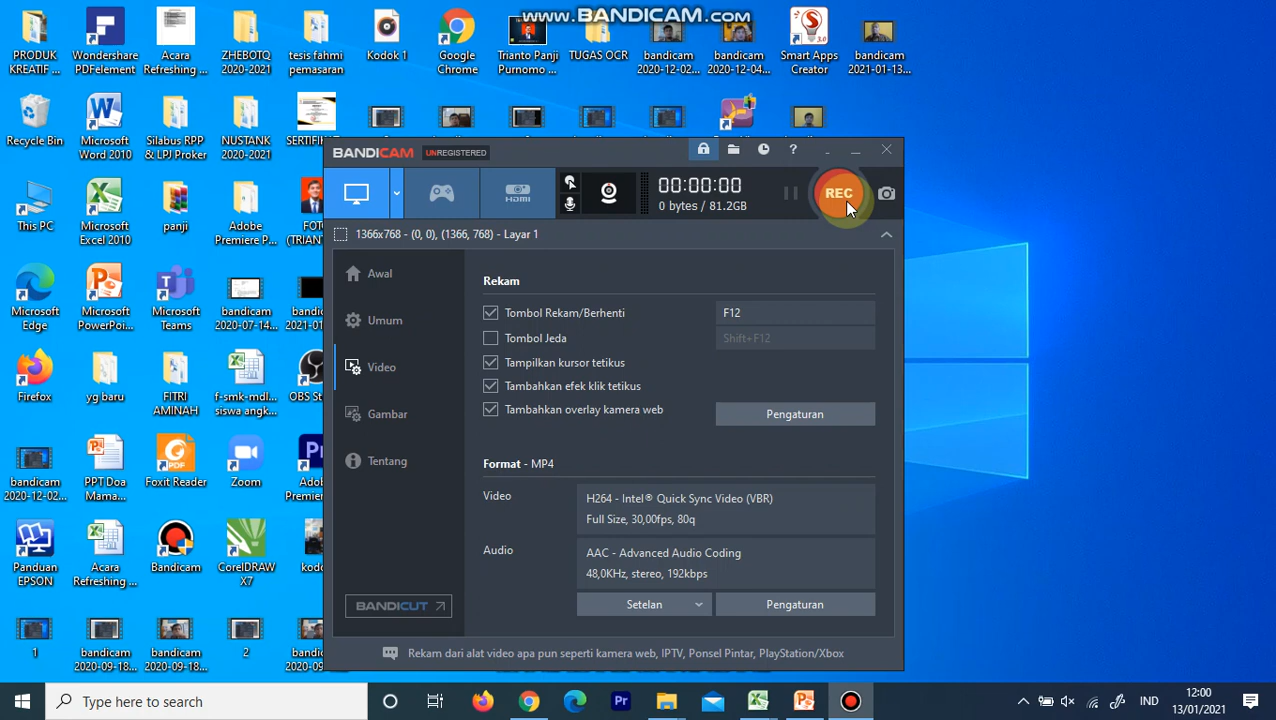 www.BANDICAM.com
PRODUK KREATIF ...
Wondershare PDFelement
Acara Refreshing ...
ZHEBOTQ 2020-2021
tesis fahmi pemasaran
Kodok 1
Google Chrome
Trianto Panji Purnomo ...
TUGAS OCR
bandicam 2020-12-02...
bandicam 2020-12-04...
Smart Apps Creator
bandicam 2021-01-13...
Recycle Bin
Microsoft Word 2010
Silabus RPP & LPJ Proker
NUSTANK 2020-2021
This PC
Microsoft Excel 2010
panji
Adobe Premiere P...
Microsoft Edge
Microsoft PowerPoi...
Microsoft Teams
bandicam 2020-07-14...
Firefox
yg baru
FITRI AMINAH
f-smk-mdl... siswa angk...
bandicam 2020-12-02...
PPT Doa Mama...
Foxit Reader
Zoom
Panduan EPSON
Acara Refreshing ...
Bandicam
CorelDRAW X7
1
bandicam 2020-09-18...
bandicam 2020-09-18...
2
BANDICAM UNREGISTERED
HDMI
00:00:00
0 bytes / 81.2GB
REC
1366x768 - (0, 0), (1366, 768) - Layar 1
Awal
Umum
Video
Gambar
Tentang
BANDICUT
Rekam
Tombol Rekam/Berhenti F12
Tombol Jeda Shift+F12
Tampilkan kursor tetikus
Tambahkan efek klik tetikus
Tambahkan overlay kamera web Pengaturan
Format - MP4
Video H264 - Intel® Quick Sync Video (VBR)
Full Size, 30,00fps, 80q
Audio AAC - Advanced Audio Coding
48,0KHz, stereo, 192kbps
Setelan Pengaturan
Rekam dari alat video apa pun seperti kamera web, IPTV, Ponsel Pintar, PlayStation/Xbox
Type here to search
IND
12:00
13/01/2021